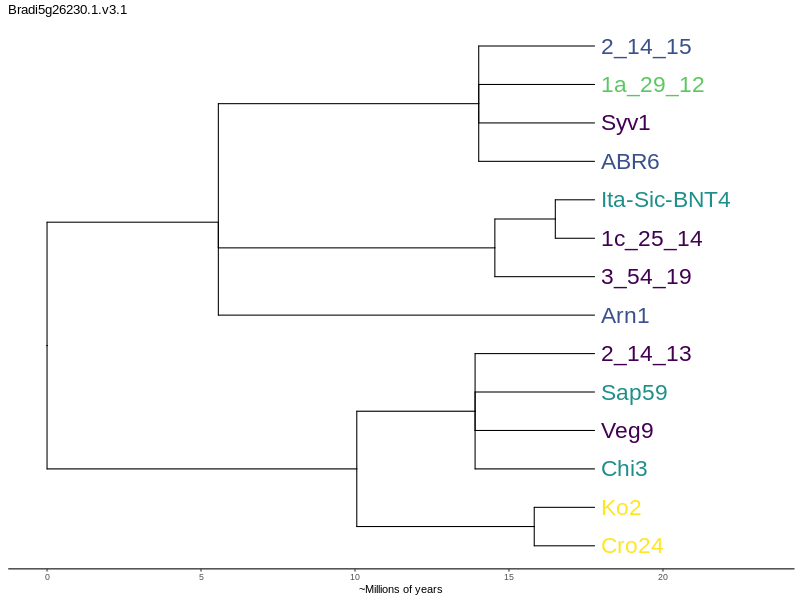 Bradi5g26230.1.v3.1
2_14_15
1a_29_12
Syv1
ABR6
Ita-Sic-BNT4
1c_25_14
3_54_19
Arn1
2_14_13
Sap59
Veg9
Chi3
Ko2
Cro24
0 5 10 15 20
~Millions of years